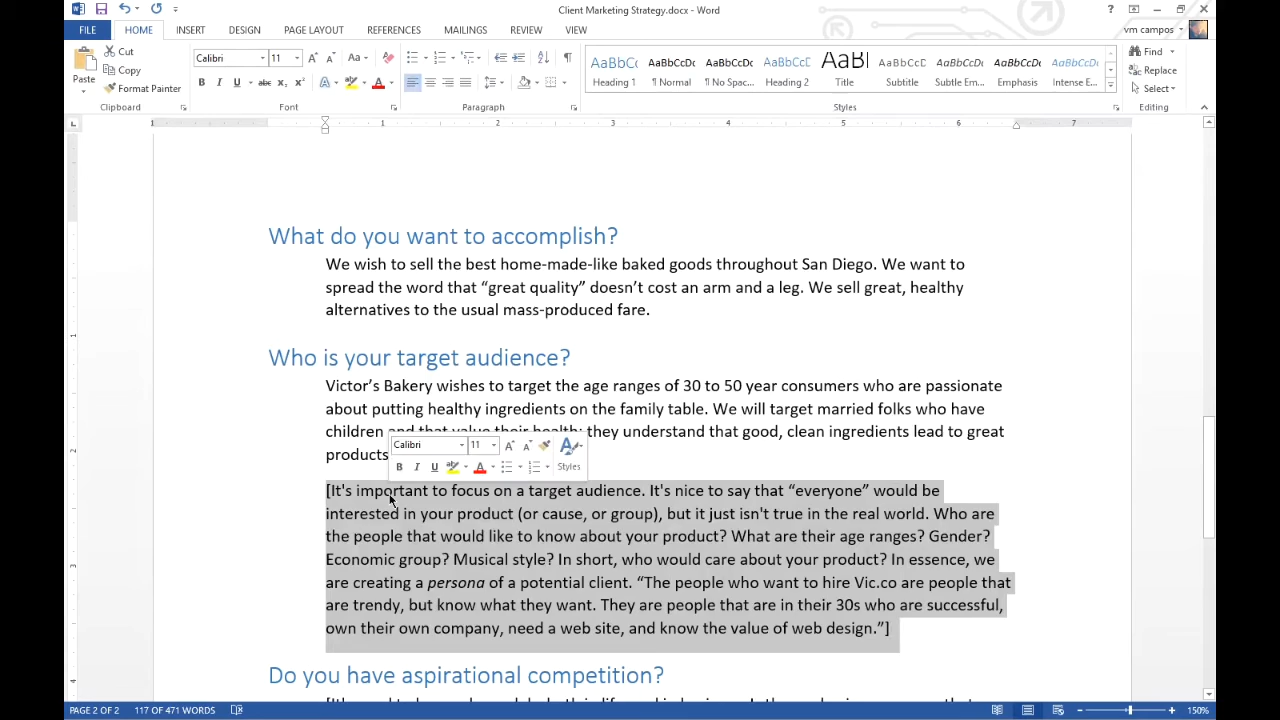 Client Marketing Strategy.docx - Word
FILE HOME INSERT DESIGN PAGE LAYOUT REFERENCES MAILINGS REVIEW VIEW vm campos
Paste
Cut
Copy
Format Painter
Clipboard
Calibri 11
Font
Paragraph
AaBbCc AaBbCcDc AaBbCcDc AaBbCcD AaBl AaBbCcD AaBbCcDc AaBbCcDc AaBbCcDc
Heading 1 ¶ Normal ¶ No Spac... Heading 2 Title Subtitle Subtle Em... Emphasis Intense E...
Styles
Find
Replace
Select
Editing
1 1 2 3 4 5 6 7
What do you want to accomplish?
We wish to sell the best home-made-like baked goods throughout San Diego. We want to
spread the word that “great quality” doesn’t cost an arm and a leg. We sell great, healthy
alternatives to the usual mass-produced fare.
Who is your target audience?
Victor’s Bakery wishes to target the age ranges of 30 to 50 year consumers who are passionate
about putting healthy ingredients on the family table. We will target married folks who have
children and that value their health; they understand that good, clean ingredients lead to great
products
Calibri 11
B I U A Styles
[It's important to focus on a target audience. It's nice to say that “everyone” would be
interested in your product (or cause, or group), but it just isn't true in the real world. Who are
the people that would like to know about your product? What are their age ranges? Gender?
Economic group? Musical style? In short, who would care about your product? In essence, we
are creating a persona of a potential client. “The people who want to hire Vic.co are people that
are trendy, but know what they want. They are people that are in their 30s who are successful,
own their own company, need a web site, and know the value of web design.”]
Do you have aspirational competition?
PAGE 2 OF 2 117 OF 471 WORDS 150%